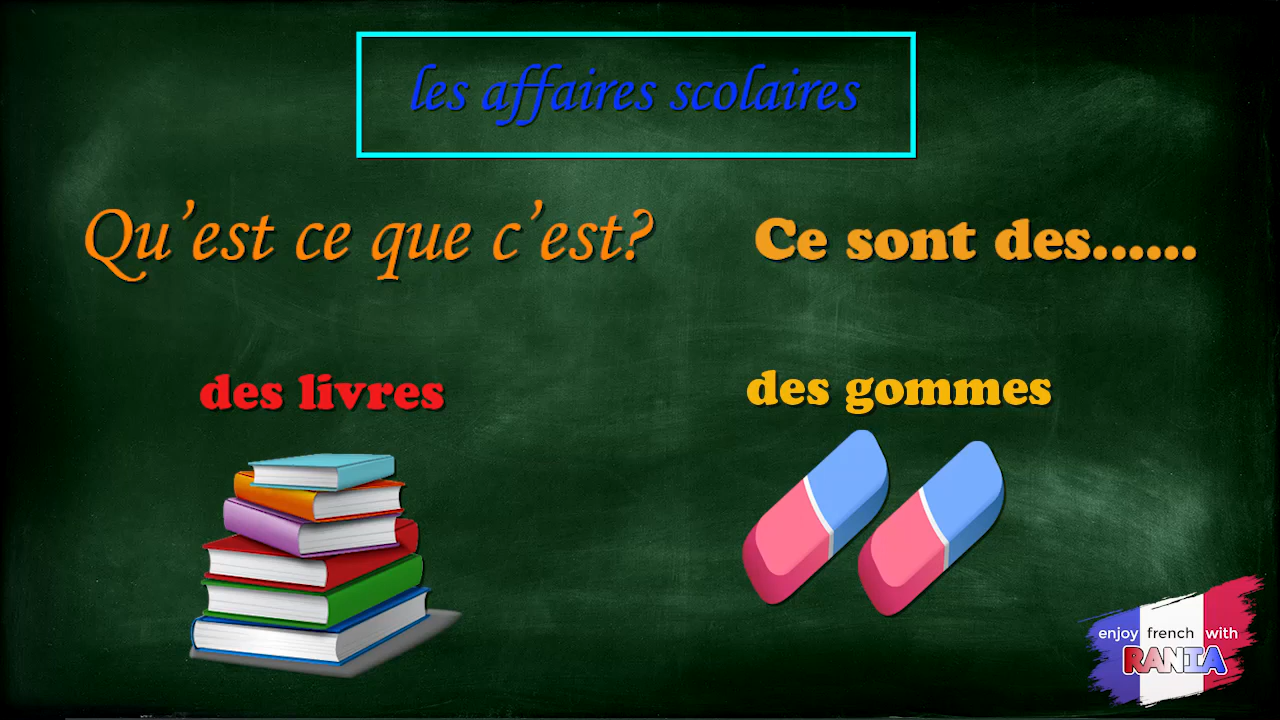 les affaires scolaires
Qu’est ce que c’est?
Ce sont des......
des livres
des gommes
enjoy french with
RANIA